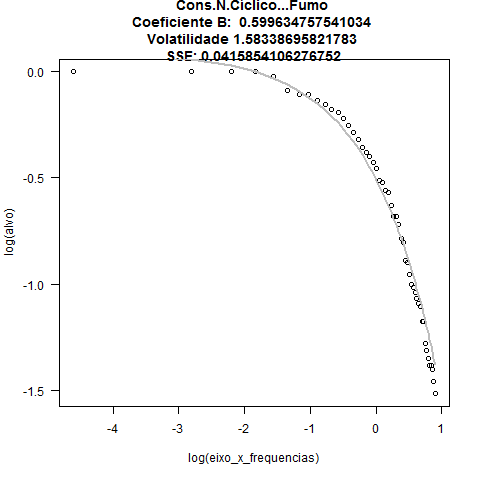 Cons.N.Ciclico...Fumo
Coeficiente B:  0.599634757541034
Volatilidade 1.58338695821783
SSE: 0.0415854106276752
0.0
-0.5
-1.0
-1.5
log(alvo)
-4
-3
-2
-1
0
1
log(eixo_x_frequencias)